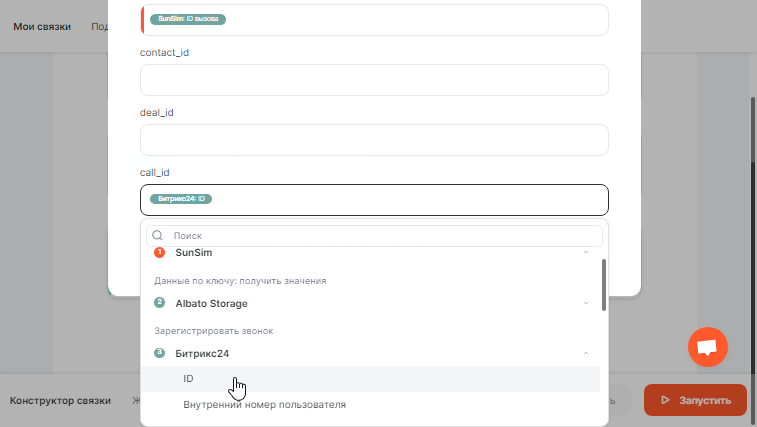 SunSim: ID вызова
Мои связки
contact_id
deal_id
call_id
Битрикс24: ID
Поиск
1 SunSim
Данные по ключу: получить значения
2 Albato Storage
Зарегистрировать звонок
3 Битрикс24
ID
Конструктор связки
Запустить
Внутренний номер пользователя